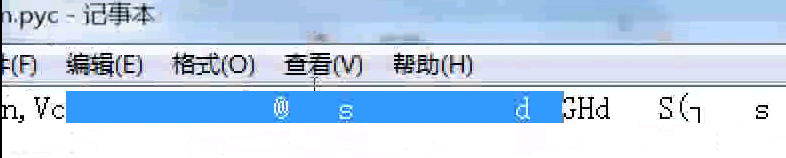 n.pyc - 记事本
件(F) 编辑(E) 格式(O) 查看(V) 帮助(H)
n,Vc @ s d GHd S(┐ s